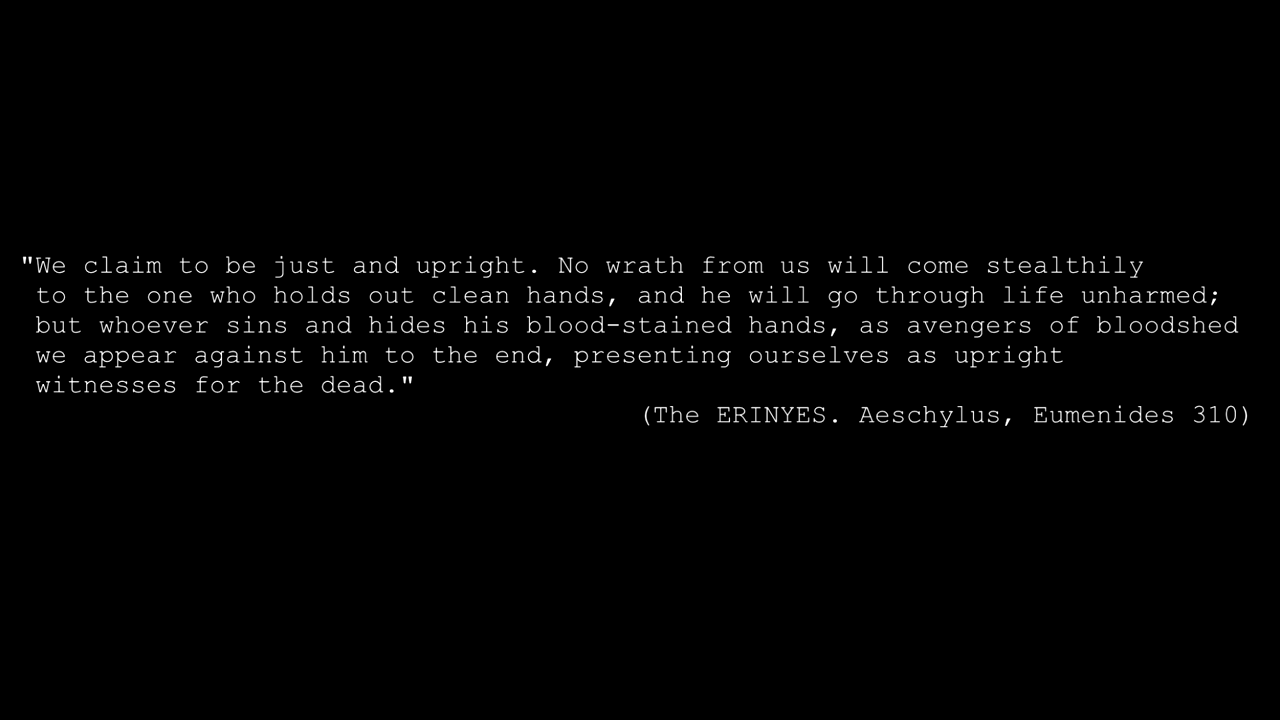 "We claim to be just and upright. No wrath from us will come stealthily
to the one who holds out clean hands, and he will go through life unharmed;
but whoever sins and hides his blood-stained hands, as avengers of bloodshed
we appear against him to the end, presenting ourselves as upright
witnesses for the dead."
(The ERINYES. Aeschylus, Eumenides 310)